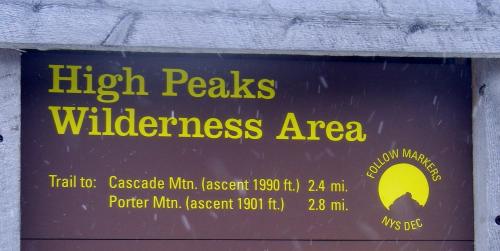 High Peaks
Wilderness Area
Trail to: Cascade Mtn. (ascent 1990 ft.) 2.4 mi.
Porter Mtn. (ascent 1901 ft.) 2.8 mi.
FOLLOW MARKERS
NYS DEC